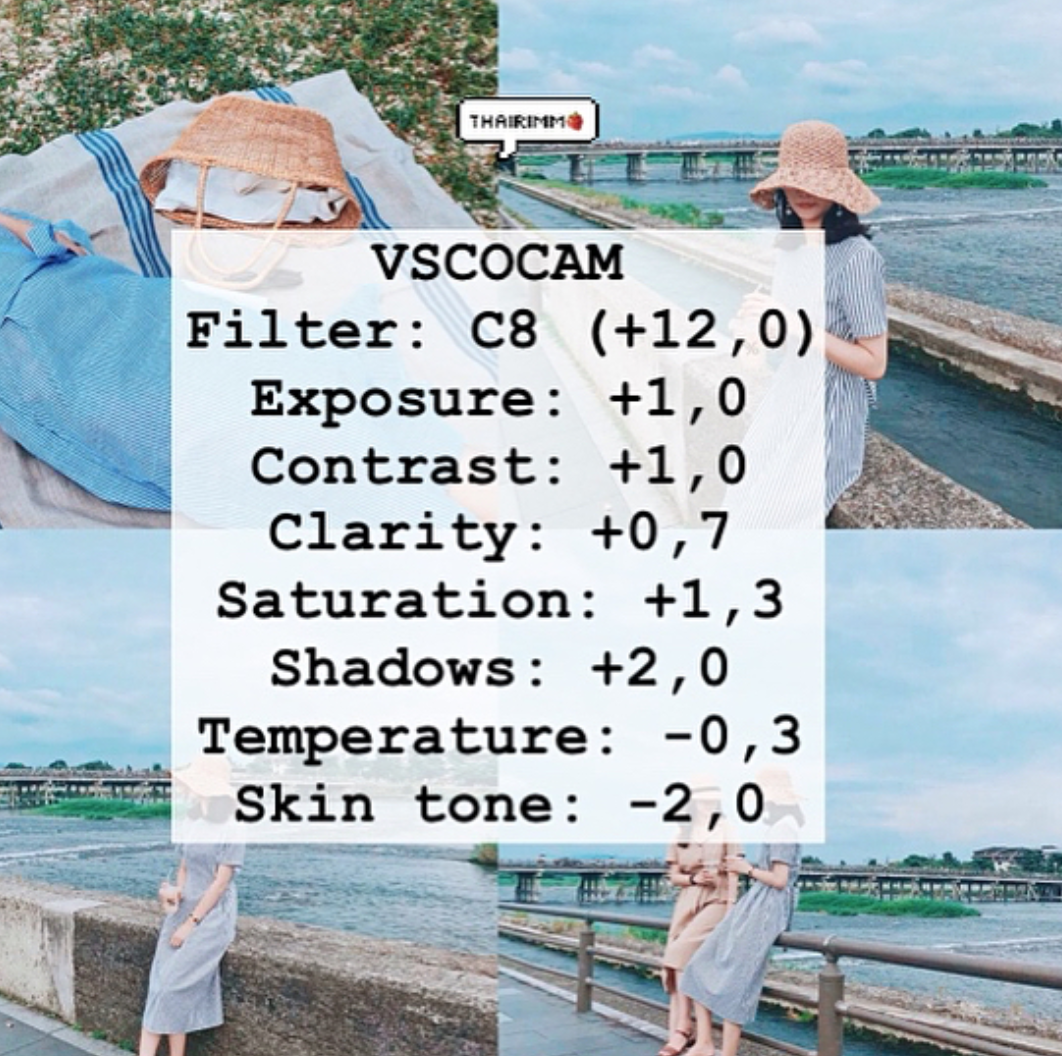 THAIRIMM
VSCOCAM
Filter: C8 (+12,0)
Exposure: +1,0
Contrast: +1,0
Clarity: +0,7
Saturation: +1,3
Shadows: +2,0
Temperature: -0,3
Skin tone: -2,0